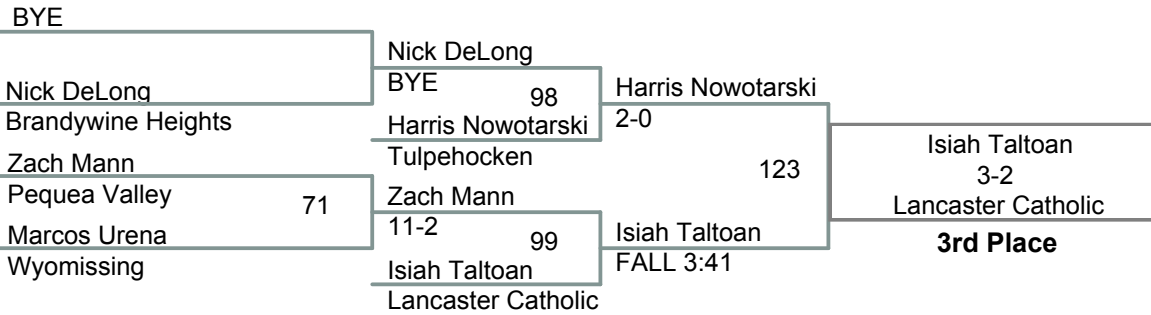 BYE
Nick DeLong
Brandywine Heights
Zach Mann
Pequea Valley
71
Marcos Urena
Wyomissing
Nick DeLong
BYE
98
Harris Nowotarski
Tulpehocken
Zach Mann
11-2
99
Isiah Taltoan
Lancaster Catholic
Harris Nowotarski
2-0
123
Isiah Taltoan
FALL 3:41
Isiah Taltoan
3-2
Lancaster Catholic
3rd Place